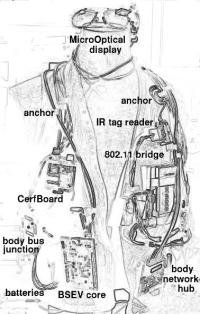 MicroOptical
display
anchor
anchor
IR tag reader
802.11 bridge
CerfBoard
body bus
junction
body
network
hub
batteries
BSEV core